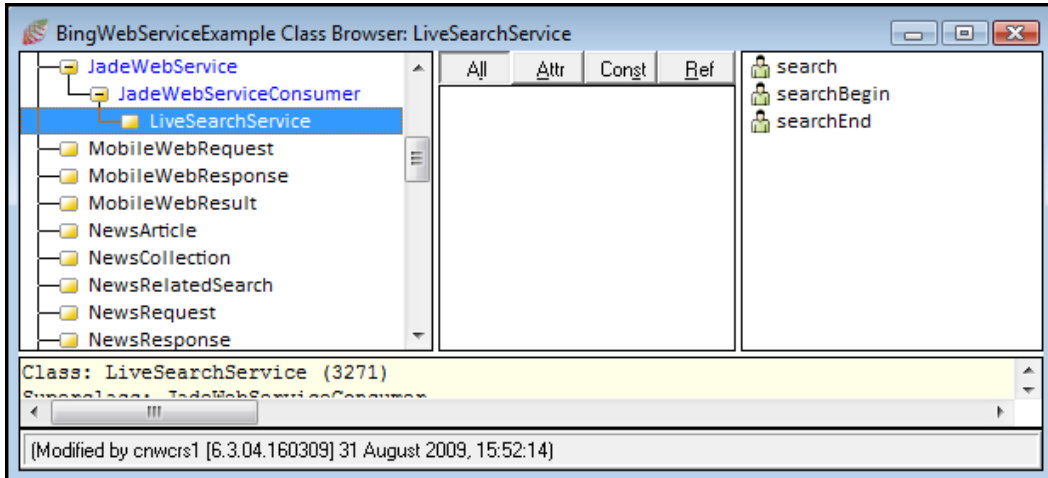 BingWebServiceExample Class Browser: LiveSearchService
JadeWebService
JadeWebServiceConsumer
LiveSearchService
MobileWebRequest
MobileWebResponse
MobileWebResult
NewsArticle
NewsCollection
NewsRelatedSearch
NewsRequest
NewsResponse
All Attr Const Ref
search
searchBegin
searchEnd
Class: LiveSearchService (3271)
Superclass: JadeWebServiceConsumer
(Modified by cnwcrs1 [6.3.04.160309] 31 August 2009, 15:52:14)